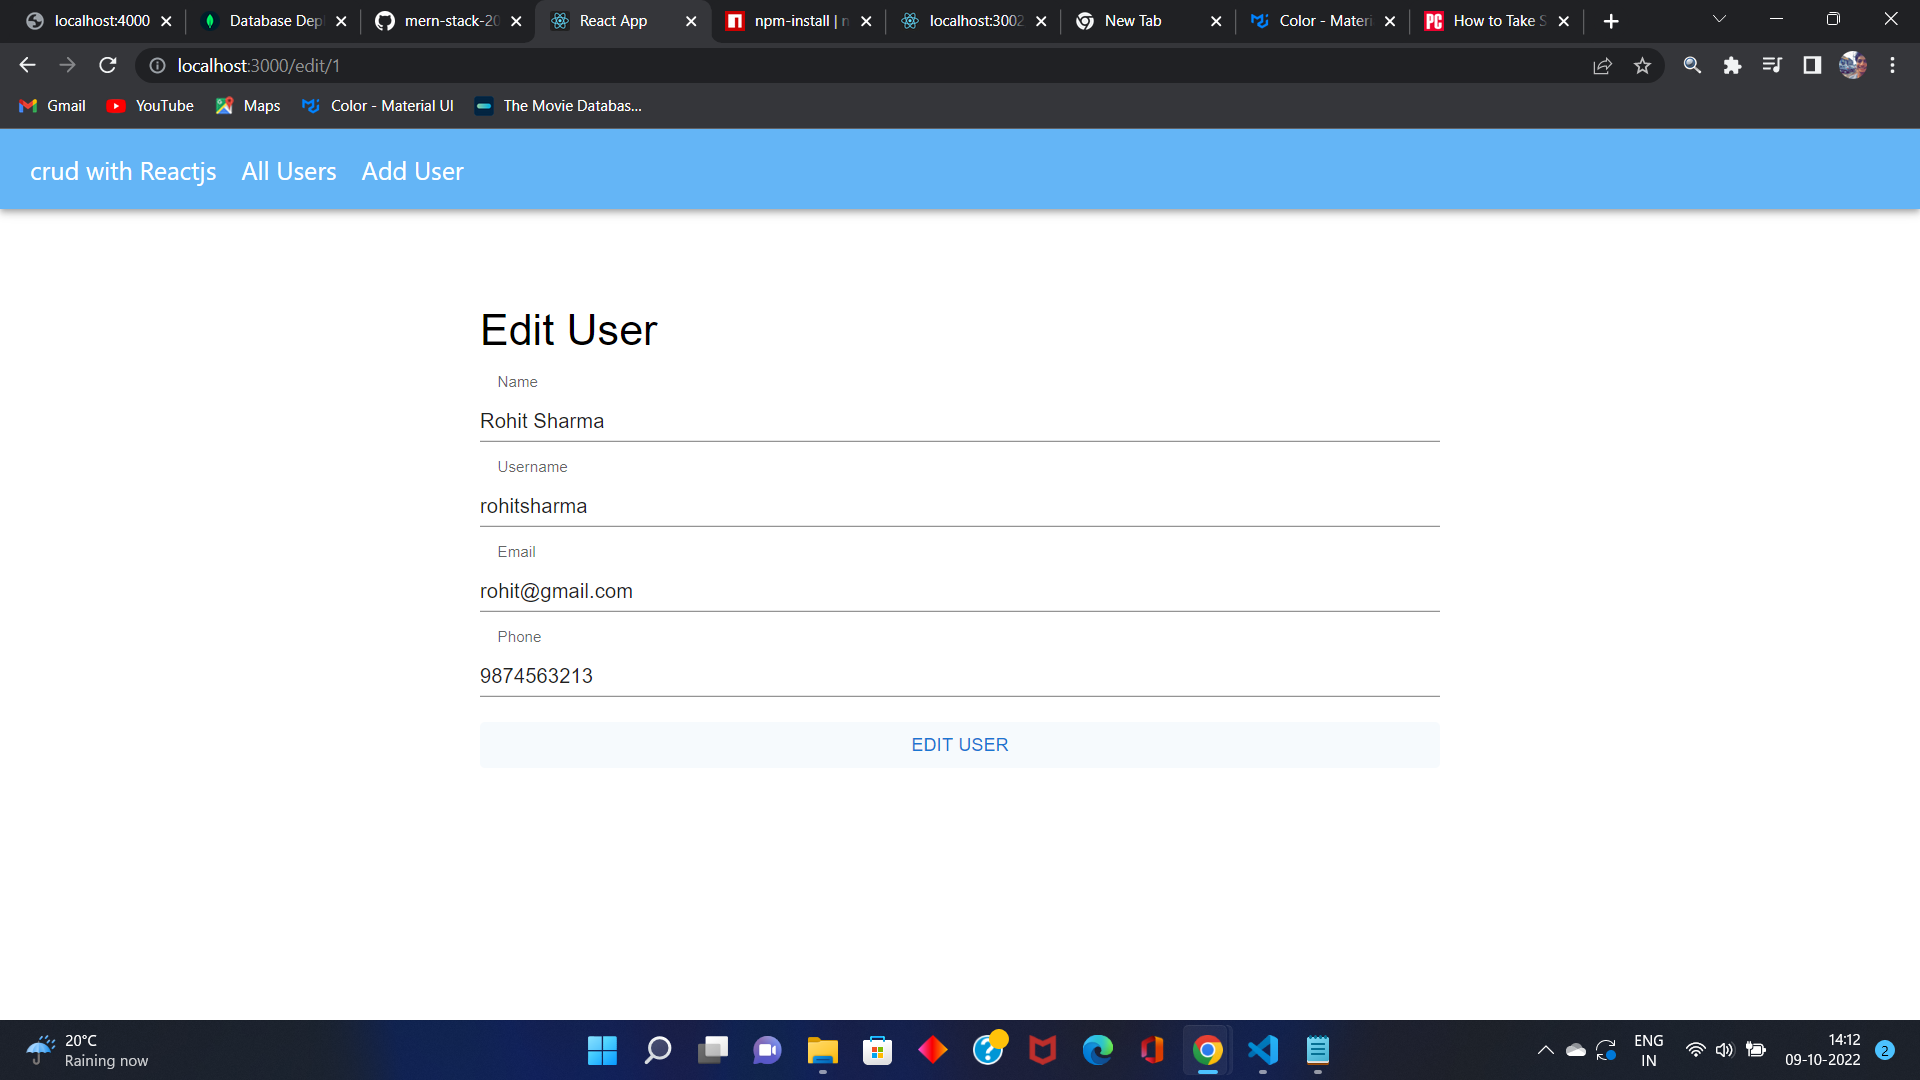 localhost:4000
Database Dep
mern-stack-20
React App
npm-install | n
localhost:3002
New Tab
Color - Materi
PC
How to Take S
localhost:3000/edit/1
Gmail
YouTube
Maps
Color - Material UI
The Movie Databas...
crud with Reactjs
All Users
Add User
Edit User
Name
Rohit Sharma
Username
rohitsharma
Email
rohit@gmail.com
Phone
9874563213
EDIT USER
20°C
Raining now
ENG
IN
14:12
09-10-2022
2